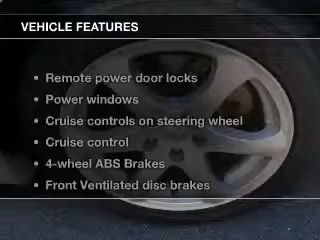 VEHICLE FEATURES
• Remote power door locks
• Power windows
• Cruise controls on steering wheel
• Cruise control
• 4-wheel ABS Brakes
• Front Ventilated disc brakes